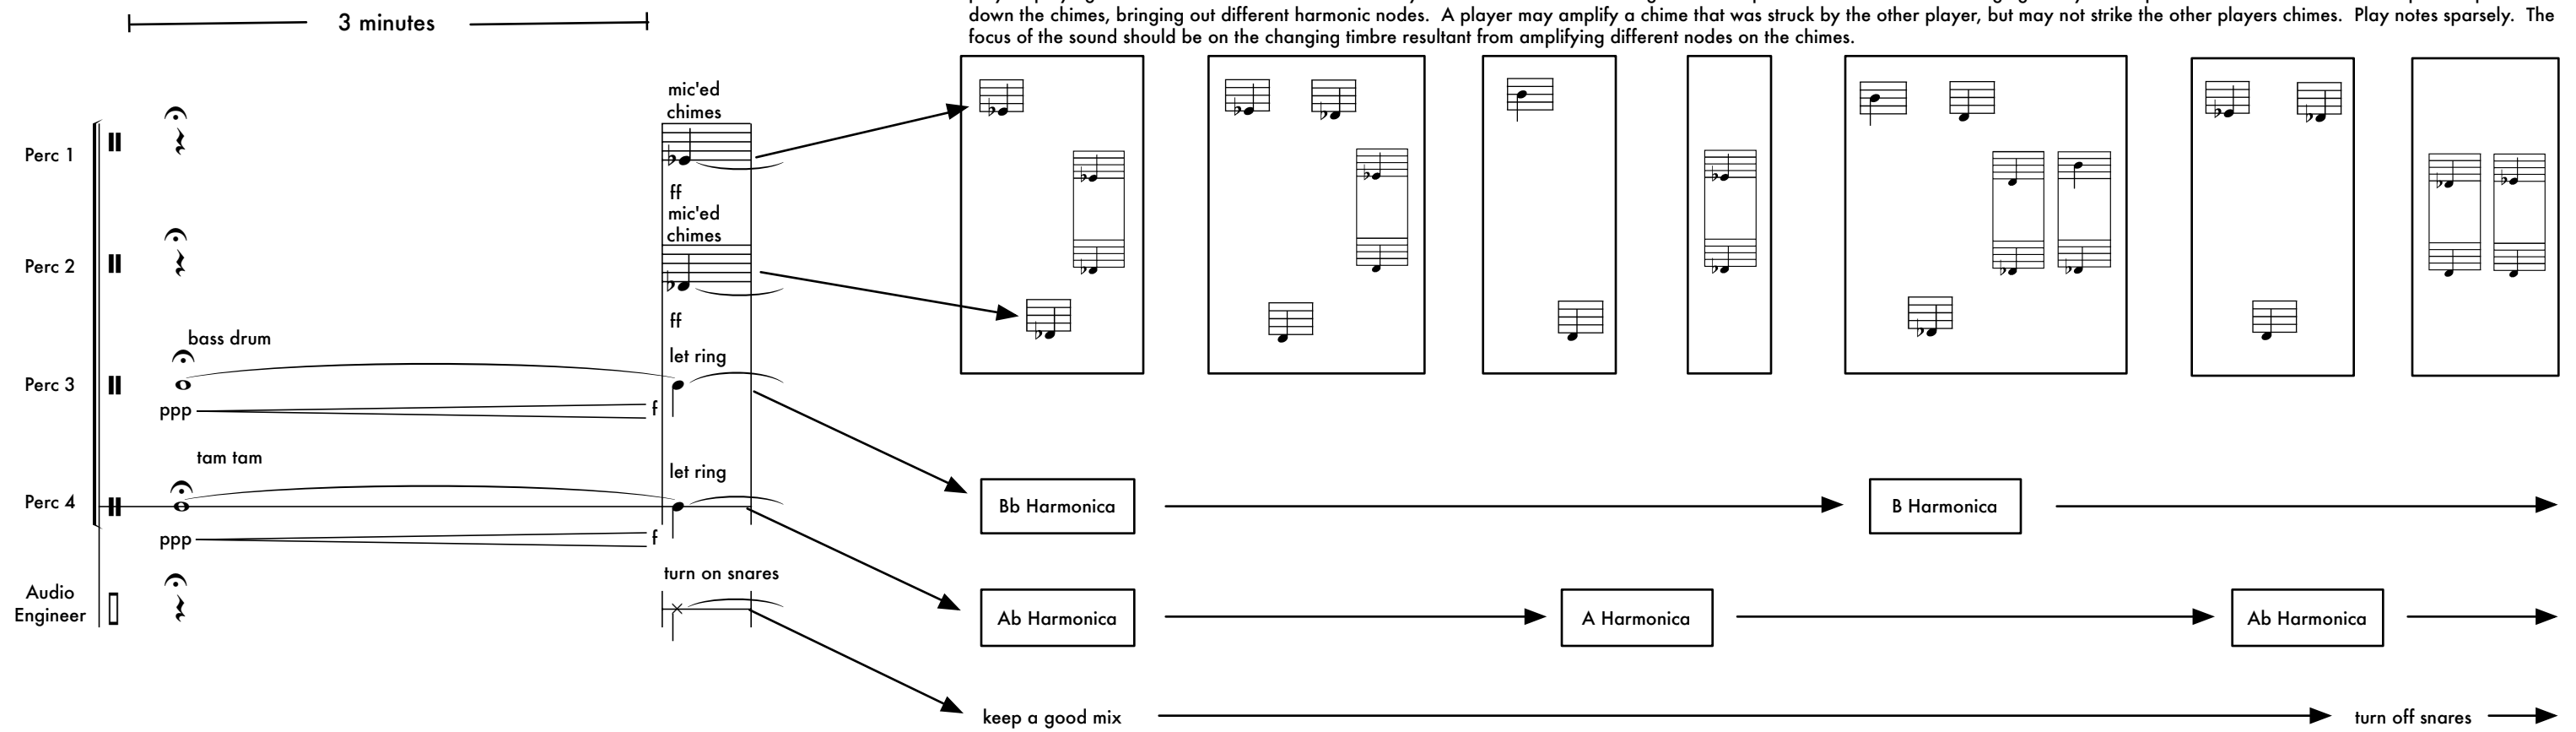 down the chimes, bringing out different harmonic nodes.  A player may amplify a chime that was struck by the other player, but may not strike the other players chimes.  Play notes sparsely.  The
focus of the sound should be on the changing timbre resultant from amplifying different nodes on the chimes.
3 minutes
mic'ed
chimes
Perc 1
ff
mic'ed
chimes
Perc 2
ff
bass drum
let ring
Perc 3
ppp
f
tam tam
let ring
Perc 4
Bb Harmonica
B Harmonica
ppp
f
turn on snares
Audio
Engineer
Ab Harmonica
A Harmonica
Ab Harmonica
keep a good mix
turn off snares